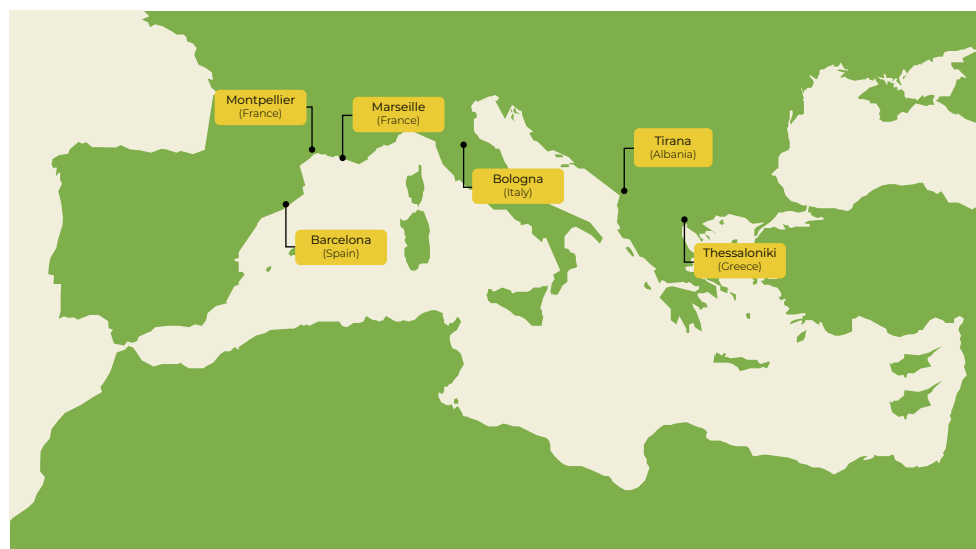 Montpellier
(France)
Marseille
(France)
Tirana
(Albania)
Bologna
(Italy)
Barcelona
(Spain)
Thessaloniki
(Greece)